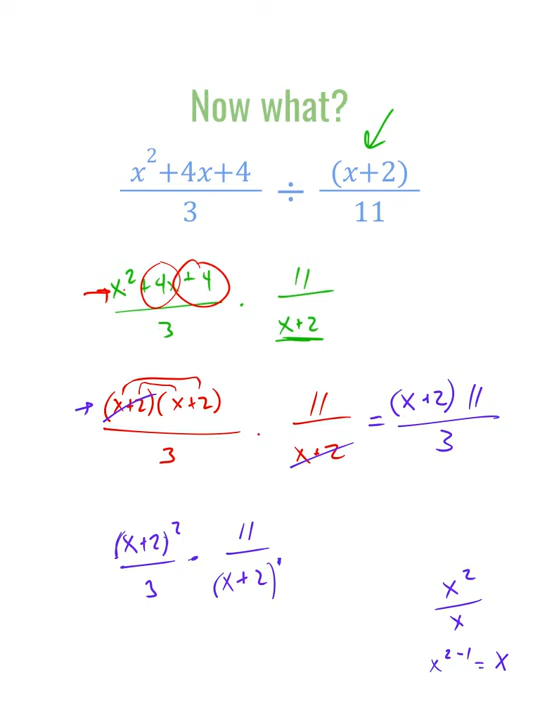 Now what?
x²+4x+4 / 3 ÷ (x+2) / 11
x² +4x +4 / 3 · 11 / x+2
(x+2)(x+2) / 3 · 11 / x+2 = (x+2) 11 / 3
(x+2)² / 3 · 11 / (x+2)¹
x² / x
x²⁻¹ = x